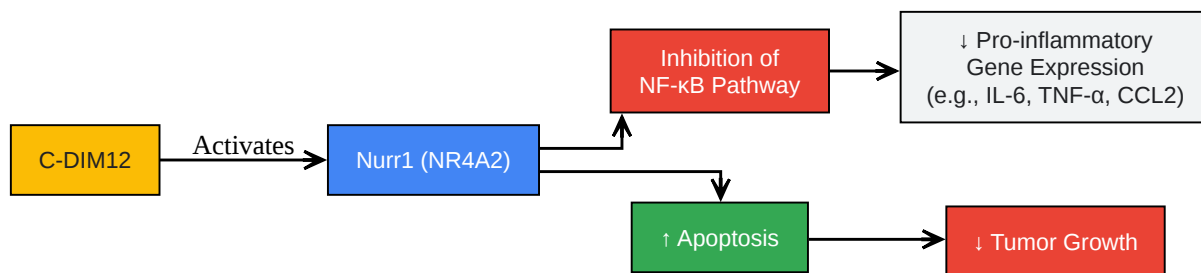 C-DIM12
Activates
Nurr1 (NR4A2)
Inhibition of
NF-κB Pathway
↓ Pro-inflammatory
Gene Expression
(e.g., IL-6, TNF-α, CCL2)
↑ Apoptosis
↓ Tumor Growth